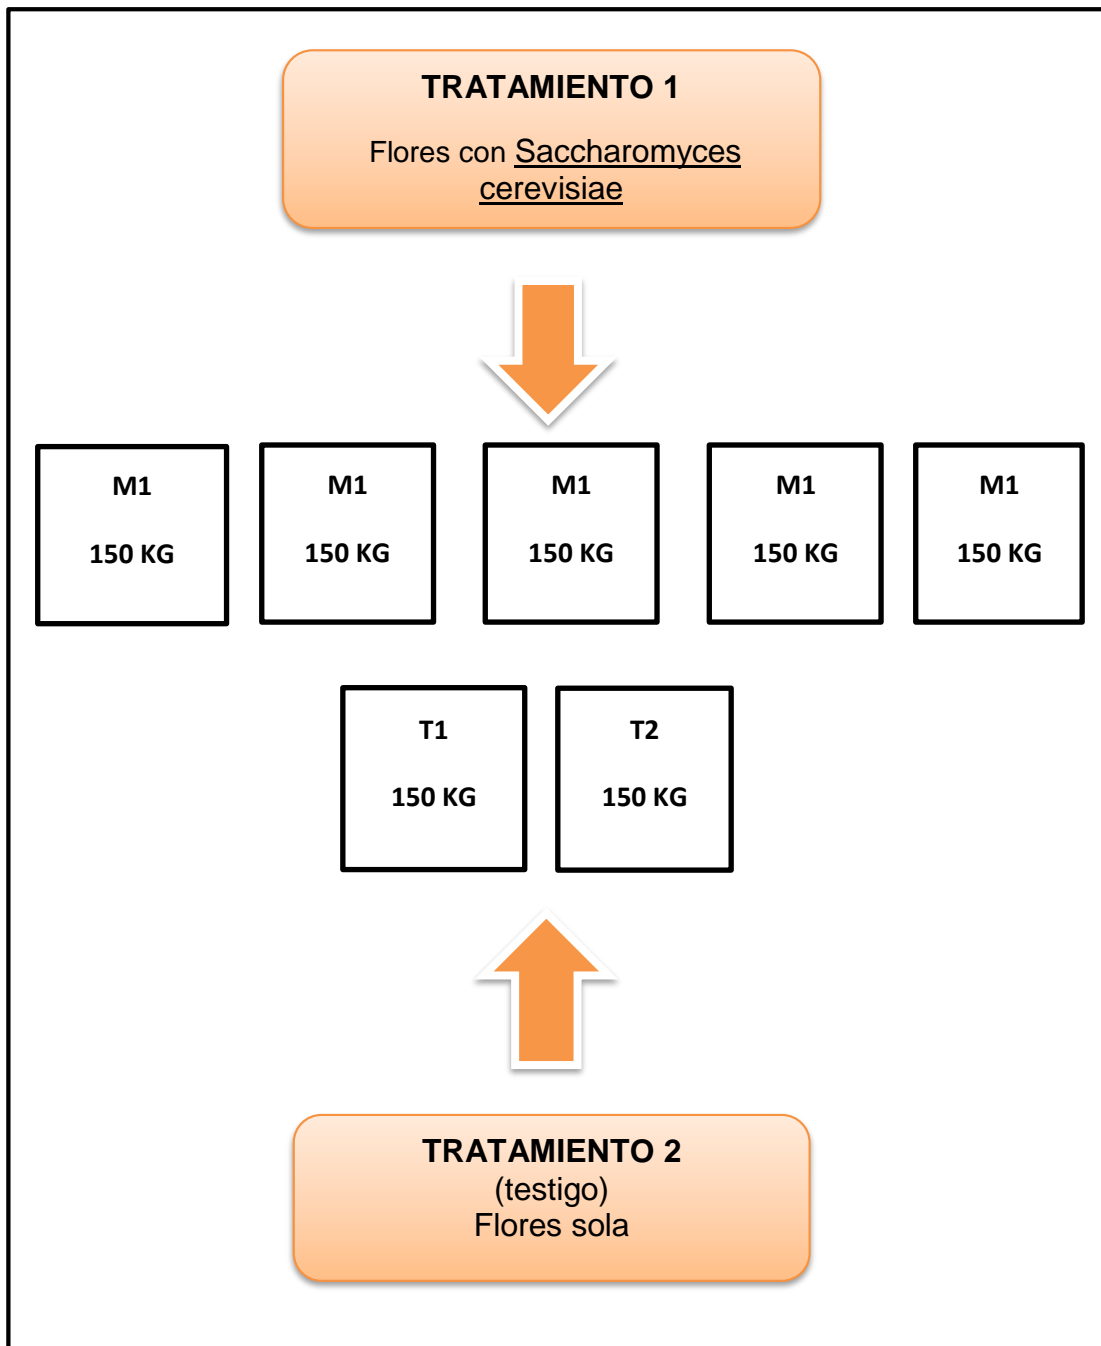 TRATAMIENTO 1
Flores con Saccharomyces
cerevisiae
M1 M1 M1 M1 M1
150 KG 150 KG 150 KG 150 KG 150 KG
T1 T2
150 KG 150 KG
TRATAMIENTO 2
(testigo)
Flores sola